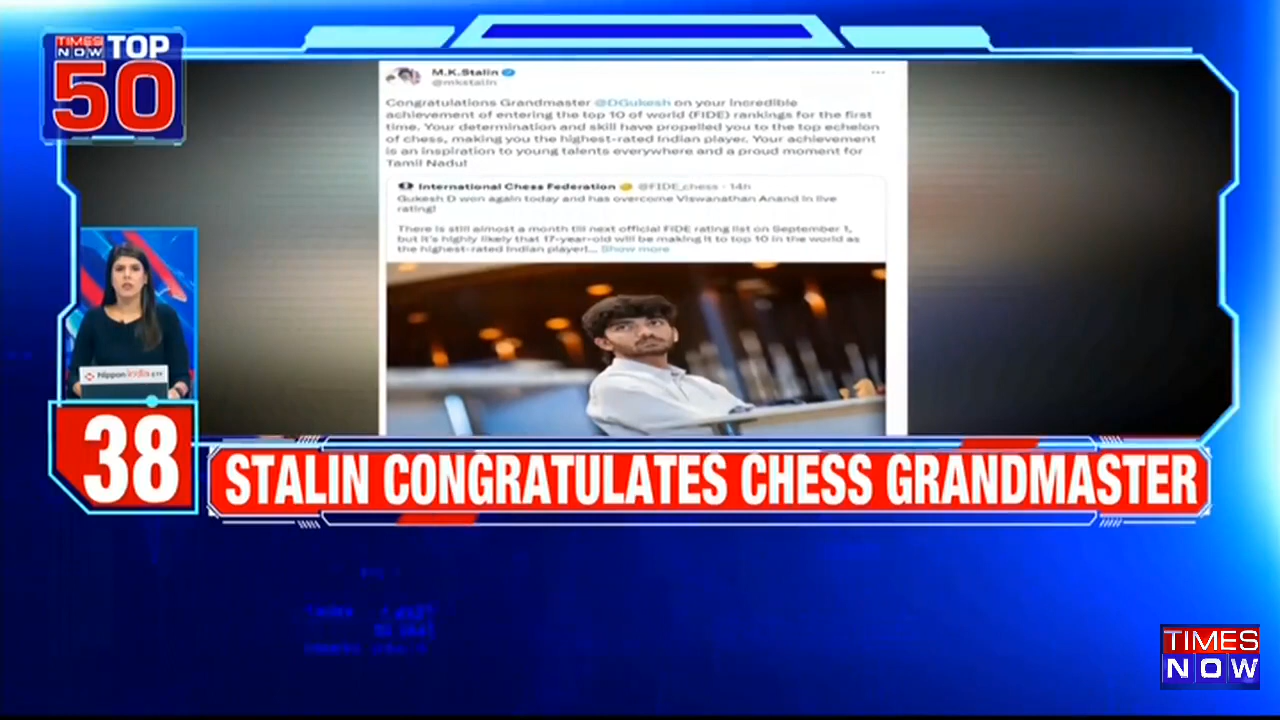 TIMES NOW TOP
50
M.K.Stalin
@mkstalin
Congratulations Grandmaster @DGukesh on your incredible
achievement of entering the top 10 of world (FIDE) rankings for the first
time. Your determination and skill have propelled you to the top echelon
of chess, making you the highest-rated Indian player. Your achievement
is an inspiration to young talents everywhere and a proud moment for
Tamil Nadu!
International Chess Federation @FIDE_chess · 14h
Gukesh D won again today and has overcome Viswanathan Anand in live
rating!
There is still almost a month till next official FIDE rating list on September 1,
but it's highly likely that 17-year-old will be making it to top 10 in the world as
the highest-rated Indian player!... Show more
Nippon india
38
STALIN CONGRATULATES CHESS GRANDMASTER
TIMES
NOW